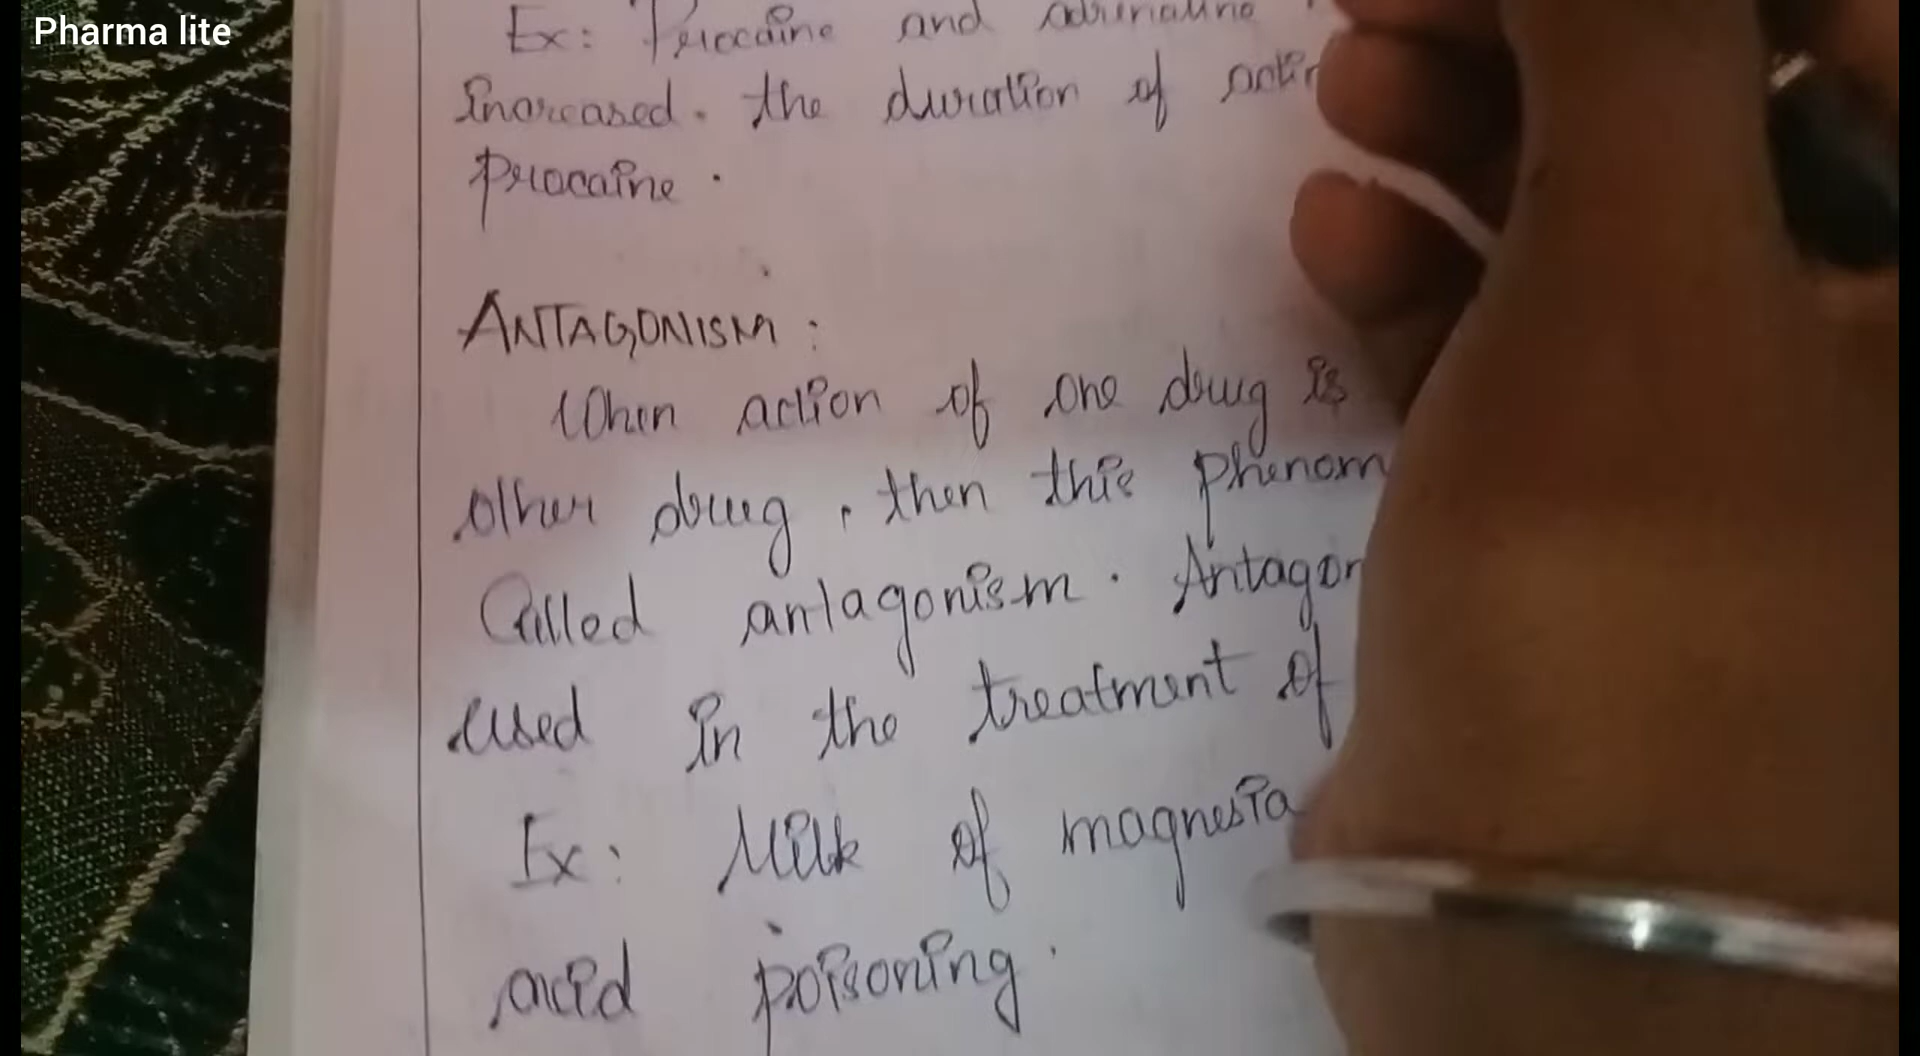 Pharma lite
Ex: Procaine and adrenaline
increased. the duration of
procaine.
ANTAGONISM:
When action of one drug is
other drug, then this
Called antagonism.
used in the treatment of
Ex: Milk of magnesia
acid poisoning.